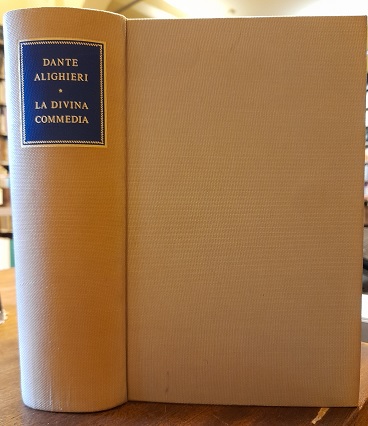 DANTE
ALIGHIERI
*
LA DIVINA
COMMEDIA